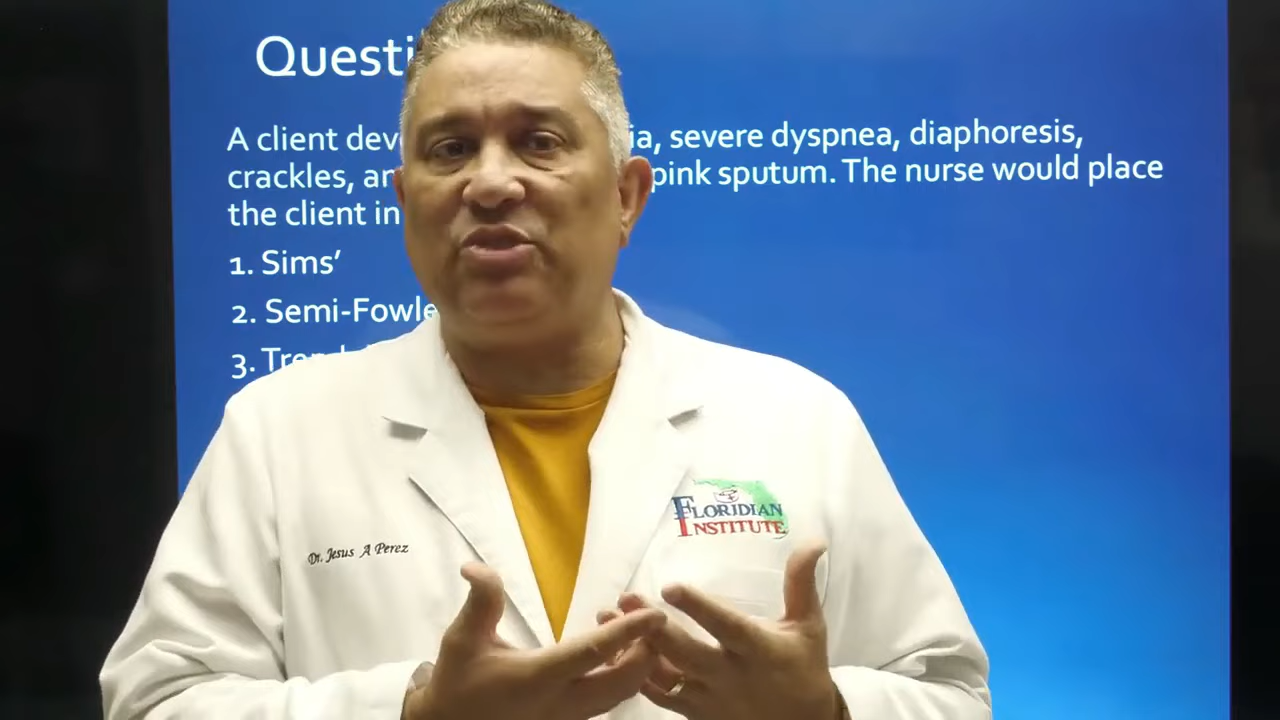 Questi
A client dev ia, severe dyspnea, diaphoresis,
crackles, an pink sputum. The nurse would place
the client in
1. Sims’
2. Semi-Fowle
3. Tren
FLORIDIAN
INSTITUTE
Dr. Jesus A Perez